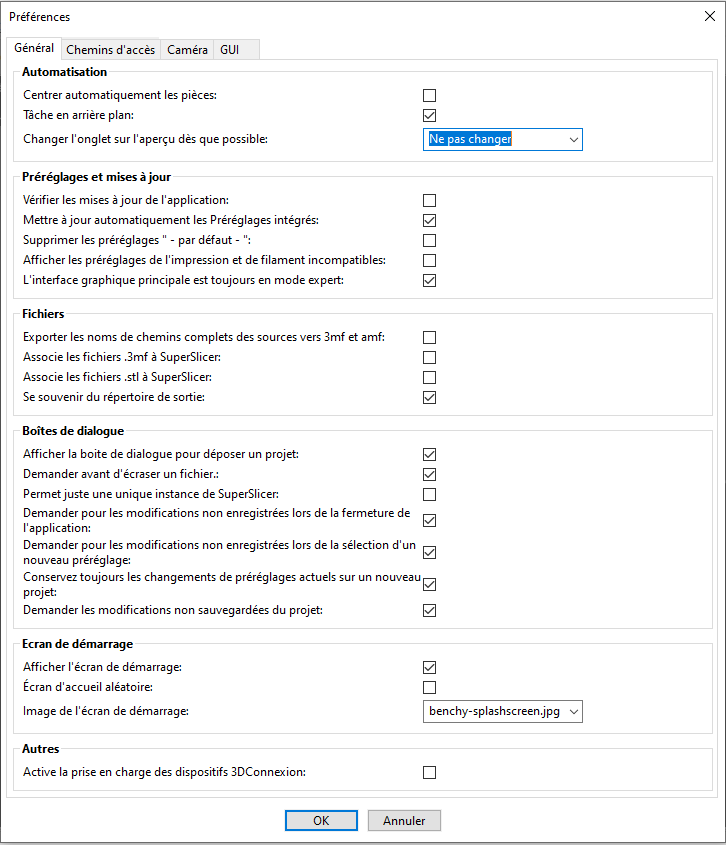 Préférences
Général
Chemins d'accès
Caméra
GUI
Automatisation
Centrer automatiquement les pièces:
Tâche en arrière plan:
Changer l'onglet sur l'aperçu dès que possible:
Ne pas changer
Préréglages et mises à jour
Vérifier les mises à jour de l'application:
Mettre à jour automatiquement les Préréglages intégrés:
Supprimer les préréglages " - par défaut - ":
Afficher les préréglages de l'impression et de filament incompatibles:
L'interface graphique principale est toujours en mode expert:
Fichiers
Exporter les noms de chemins complets des sources vers 3mf et amf:
Associe les fichiers .3mf à SuperSlicer:
Associe les fichiers .stl à SuperSlicer:
Se souvenir du répertoire de sortie:
Boîtes de dialogue
Afficher la boite de dialogue pour déposer un projet:
Demander avant d'écraser un fichier.:
Permet juste une unique instance de SuperSlicer:
Demander pour les modifications non enregistrées lors de la fermeture de
l'application:
Demander pour les modifications non enregistrées lors de la sélection d'un
nouveau préréglage:
Conservez toujours les changements de préréglages actuels sur un nouveau
projet:
Demander les modifications non sauvegardées du projet:
Ecran de démarrage
Afficher l'écran de démarrage:
Écran d'accueil aléatoire:
Image de l'écran de démarrage:
benchy-splashscreen.jpg
Autres
Active la prise en charge des dispositifs 3DConnexion:
OK
Annuler